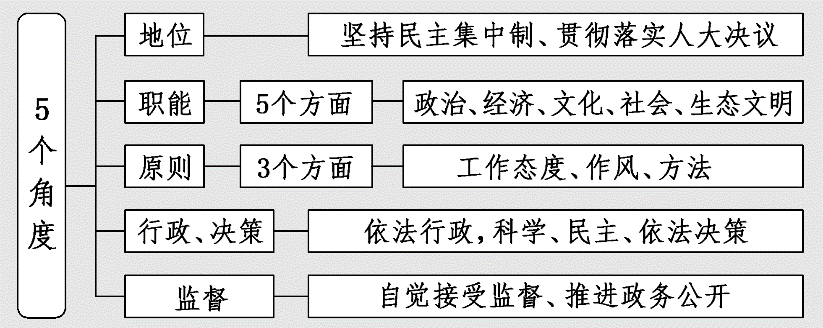 5个角度
地位
坚持民主集中制、贯彻落实人大决议
职能
5个方面
政治、经济、文化、社会、生态文明
原则
3个方面
工作态度、作风、方法
行政、决策
依法行政,科学、民主、依法决策
监督
自觉接受监督、推进政务公开